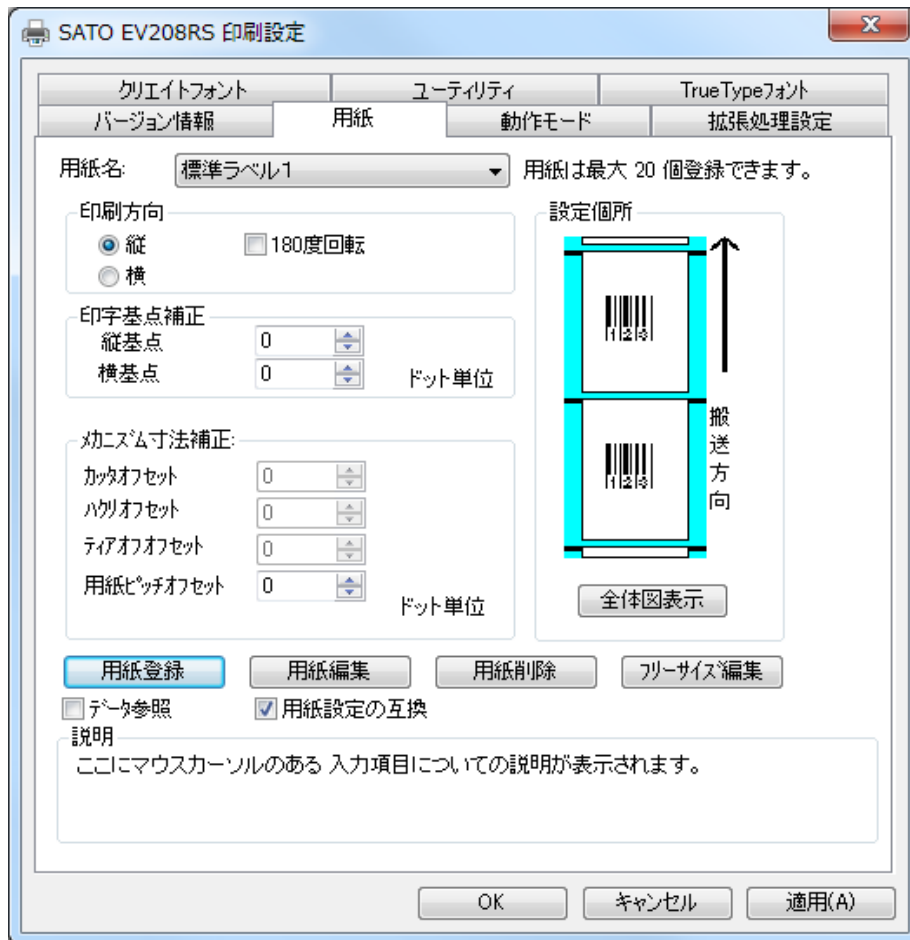 SATO EV208RS 印刷設定
クリエイトフォント ユーティリティ TrueTypeフォント
バージョン情報 用紙 動作モード 拡張処理設定
用紙名: 標準ラベル1 用紙は最大 20 個登録できます。
印刷方向
縦 180度回転
横
設定個所
印字基点補正
縦基点 0
横基点 0 ドット単位
123
123
搬送方向
メカニズム寸法補正:
カッタオフセット 0
ハクリオフセット 0
ティアオフオフセット 0
用紙ピッチオフセット 0
ドット単位
全体図表示
用紙登録 用紙編集 用紙削除 フリーサイズ編集
データ参照 用紙設定の互換
説明
ここにマウスカーソルのある 入力項目についての説明が表示されます。
OK キャンセル 適用(A)